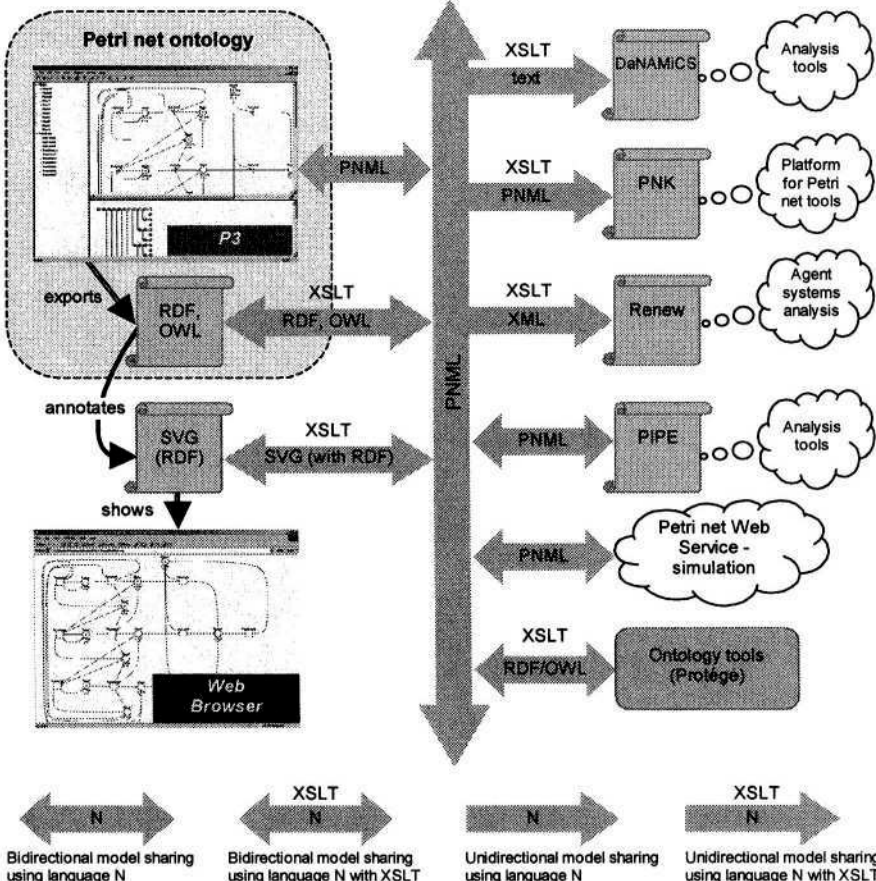 Petri net ontology
P3
exports
RDF,
OWL
annotates
SVG
(RDF)
shows
Web
Browser
PNML
XSLT
RDF, OWL
XSLT
SVG (with RDF)
PNML
XSLT
text
DaNAMiCS
Analysis
tools
XSLT
PNML
PNK
Platform
for Petri
net tools
XSLT
XML
Renew
Agent
systems
analysis
PNML
PIPE
Analysis
tools
PNML
Petri net Web
Service -
simulation
XSLT
RDF/OWL
Ontology tools
(Protégé)
N
Bidirectional model sharing
using language N
XSLT
N
Bidirectional model sharing
using language N with XSLT
N
Unidirectional model sharing
using language N
XSLT
N
Unidirectional model sharing
using language N with XSLT